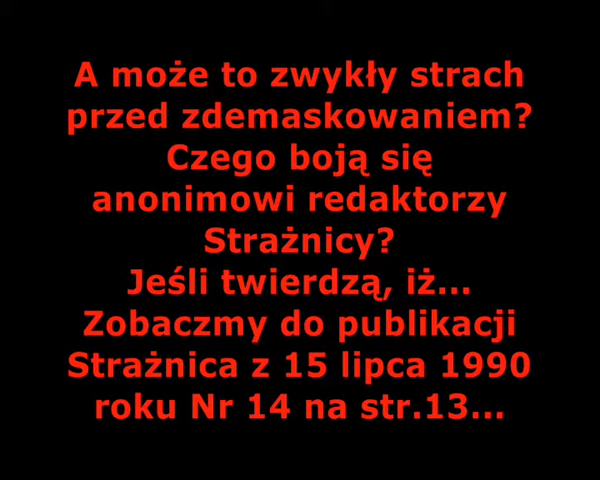 A może to zwykły strach
przed zdemaskowaniem?
Czego boją się
anonimowi redaktorzy
Strażnicy?
Jeśli twierdzą, iż...
Zobaczmy do publikacji
Strażnica z 15 lipca 1990
roku Nr 14 na str.13...